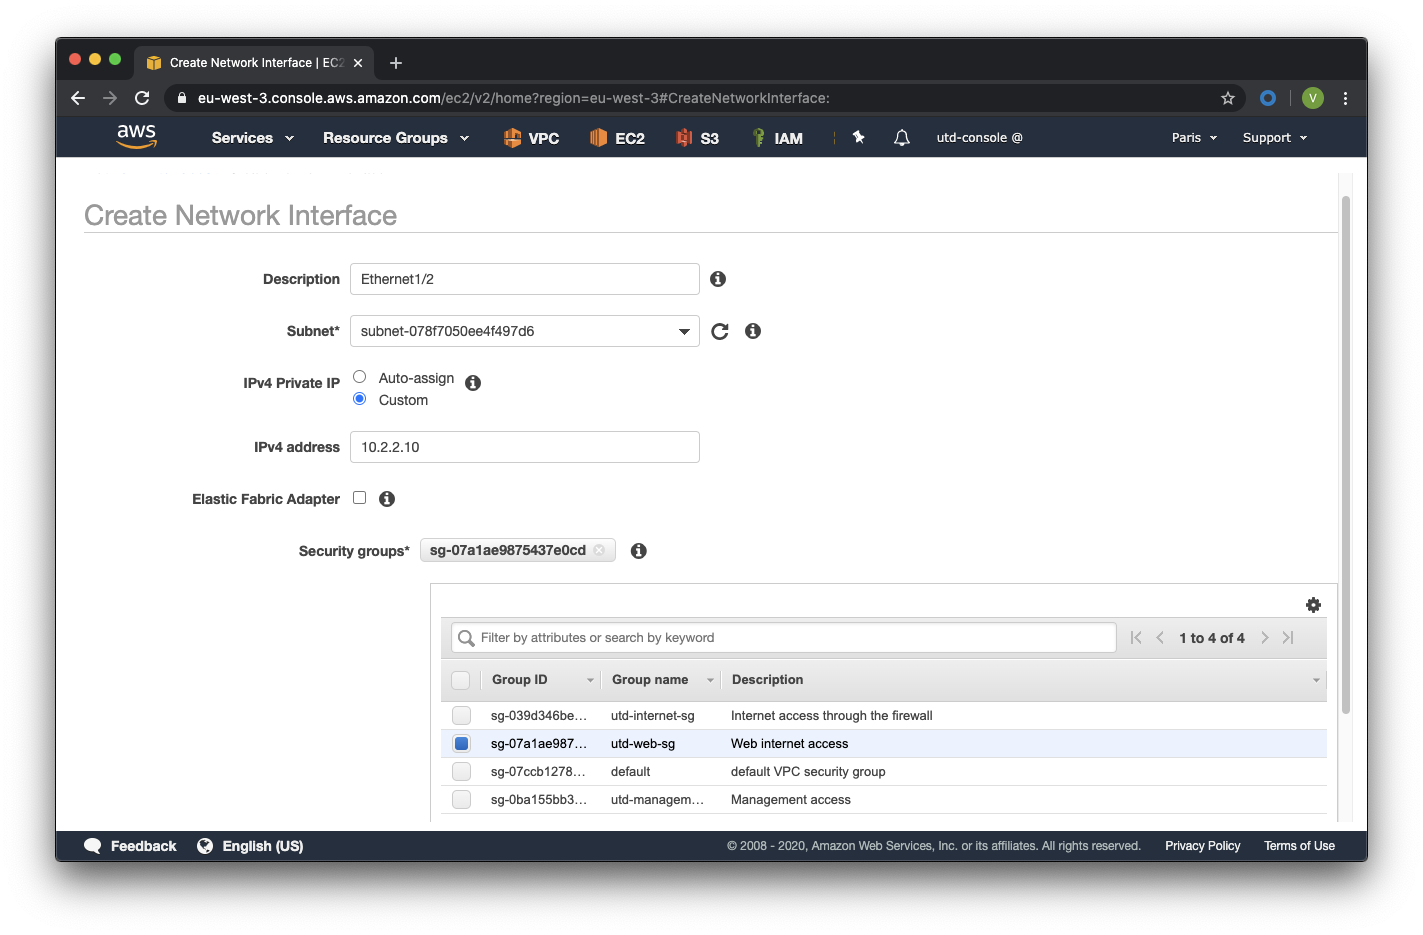 Create Network Interface | EC2
eu-west-3.console.aws.amazon.com/ec2/v2/home?region=eu-west-3#CreateNetworkInterface:
V
aws Services Resource Groups VPC EC2 S3 IAM utd-console @ Paris Support
Create Network Interface
Description Ethernet1/2
Subnet* subnet-078f7050ee4f497d6
IPv4 Private IP Auto-assign
Custom
IPv4 address 10.2.2.10
Elastic Fabric Adapter
Security groups* sg-07a1ae9875437e0cd
Filter by attributes or search by keyword 1 to 4 of 4
Group ID Group name Description
sg-039d346be... utd-internet-sg Internet access through the firewall
sg-07a1ae987... utd-web-sg Web internet access
sg-07ccb1278... default default VPC security group
sg-0ba155bb3... utd-managem... Management access
Feedback English (US) © 2008 - 2020, Amazon Web Services, Inc. or its affiliates. All rights reserved. Privacy Policy Terms of Use